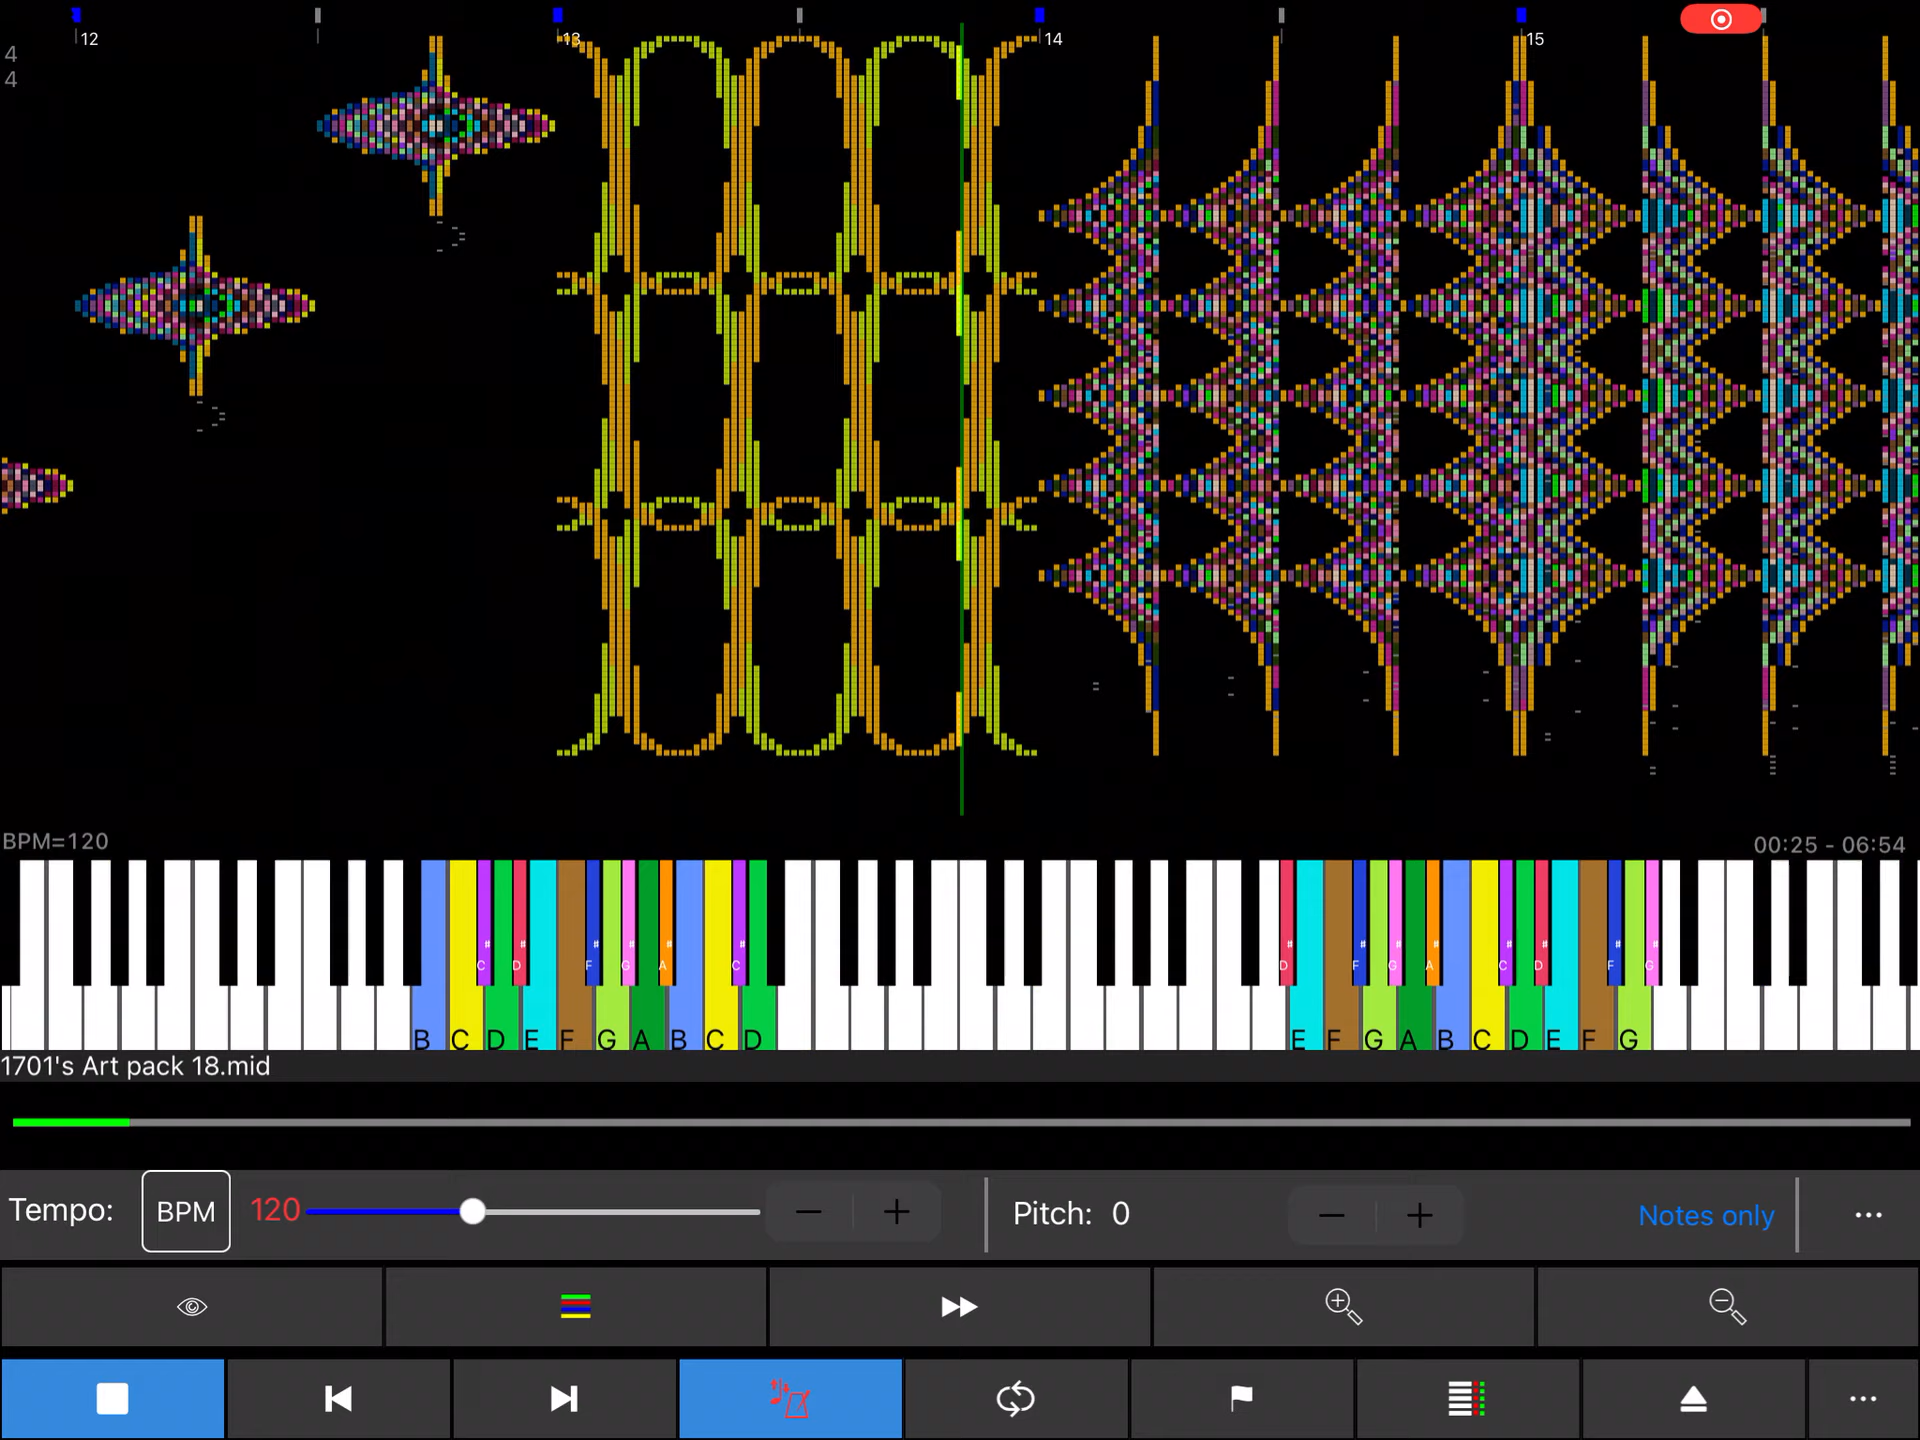 12 13 14 15
4
4
BPM=120 00:25 - 06:54
# # # # # # # # # # # # # # #
C D F G A C D F G A C D F G
B C D E F G A B C D E F G A B C D E F G
1701's Art pack 18.mid
Tempo: BPM 120 Pitch: 0 Notes only